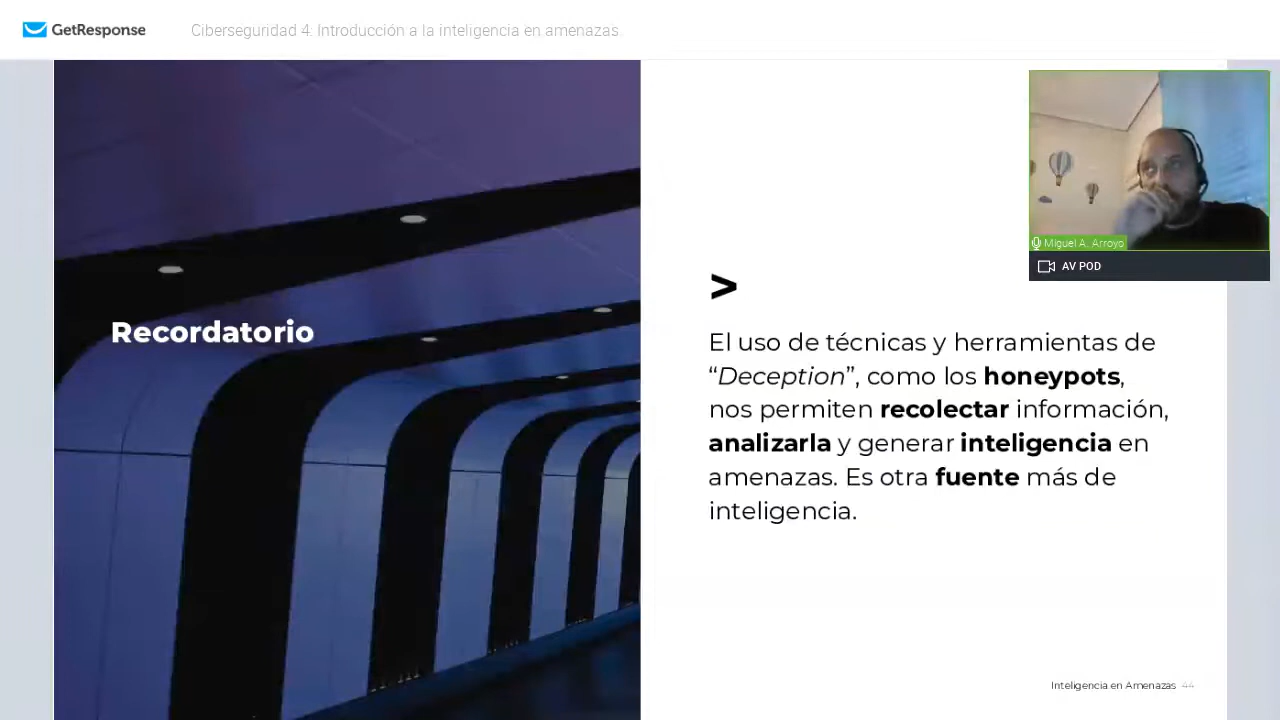 GetResponse
Ciberseguridad 4: Introducción a la inteligencia en amenazas
Miguel A. Arroyo
AV POD
Recordatorio
>
El uso de técnicas y herramientas de
“Deception”, como los honeypots,
nos permiten recolectar información,
analizarla y generar inteligencia en
amenazas. Es otra fuente más de
inteligencia.
Inteligencia en Amenazas 44